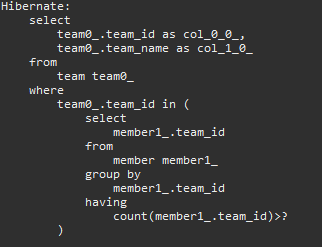 Hibernate:
    select
        team0_.team_id as col_0_0_,
        team0_.team_name as col_1_0_
    from
        team team0_
    where
        team0_.team_id in (
            select
                member1_.team_id
            from
                member member1_
            group by
                member1_.team_id
            having
                count(member1_.team_id)>?
        )